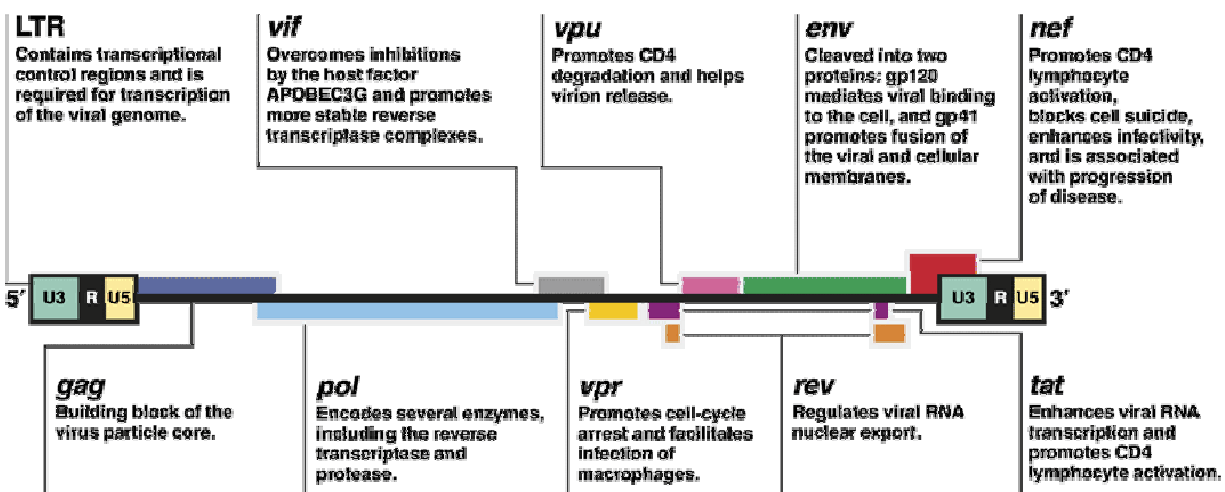 LTR
Contains transcriptional
control regions and is
required for transcription
of the viral genome.
vif
Overcomes inhibitions
by the host factor
APOBEC3G and promotes
more stable reverse
transcriptase complexes.
vpu
Promotes CD4
degradation and helps
virion release.
env
Cleaved into two
proteins: gp120
mediates viral binding
to the cell, and gp41
promotes fusion of
the viral and cellular
membranes.
nef
Promotes CD4
lymphocyte
activation,
blocks cell suicide,
enhances infectivity,
and is associated
with progression
of disease.
5′ U3 R U5 U3 R U5 3′
gag
Building block of the
virus particle core.
pol
Encodes several enzymes,
including the reverse
transcriptase and
protease.
vpr
Promotes cell-cycle
arrest and facilitates
infection of
macrophages.
rev
Regulates viral RNA
nuclear export.
tat
Enhances viral RNA
transcription and
promotes CD4
lymphocyte activation.